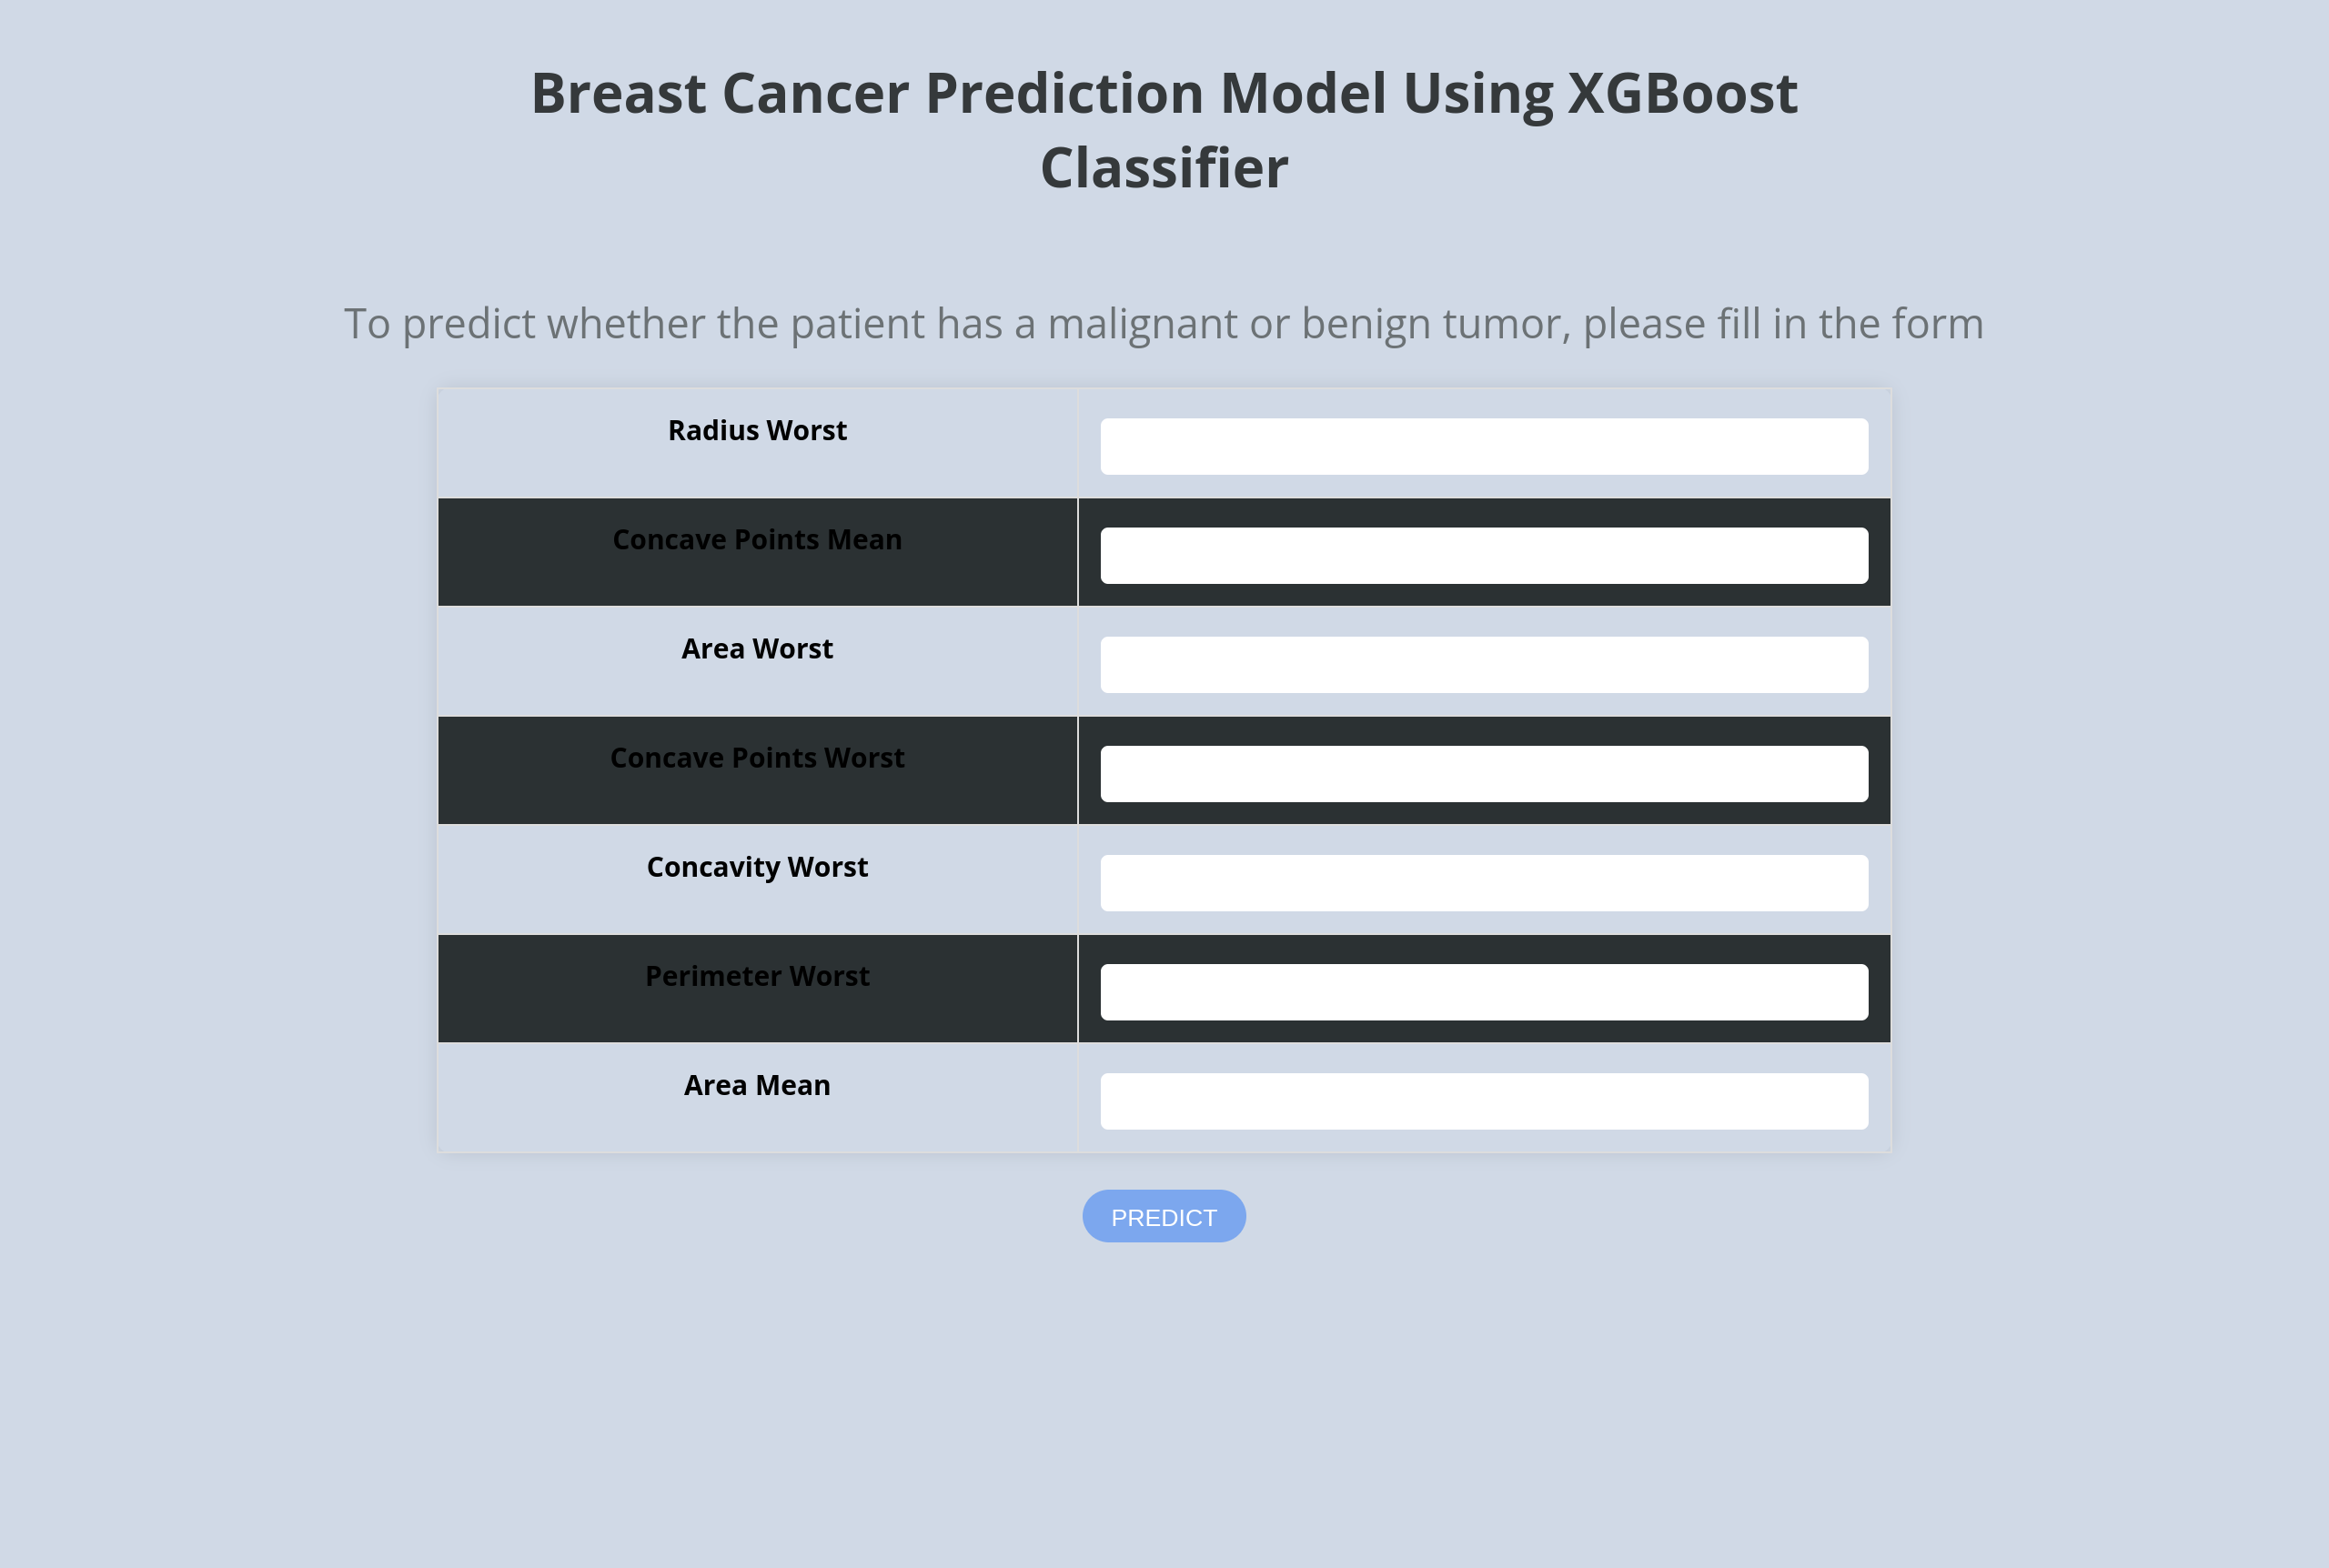 Breast Cancer Prediction Model Using XGBoost
Classifier
To predict whether the patient has a malignant or benign tumor, please fill in the form
Radius Worst
Concave Points Mean
Area Worst
Concave Points Worst
Concavity Worst
Perimeter Worst
Area Mean
PREDICT